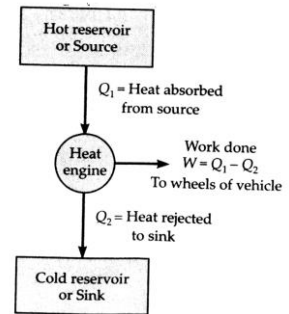 Hot reservoir
or Source
Q₁ = Heat absorbed
from source
Heat
engine
Work done
W = Q₁ – Q₂
To wheels of vehicle
Q₂ = Heat rejected
to sink
Cold reservoir
or Sink